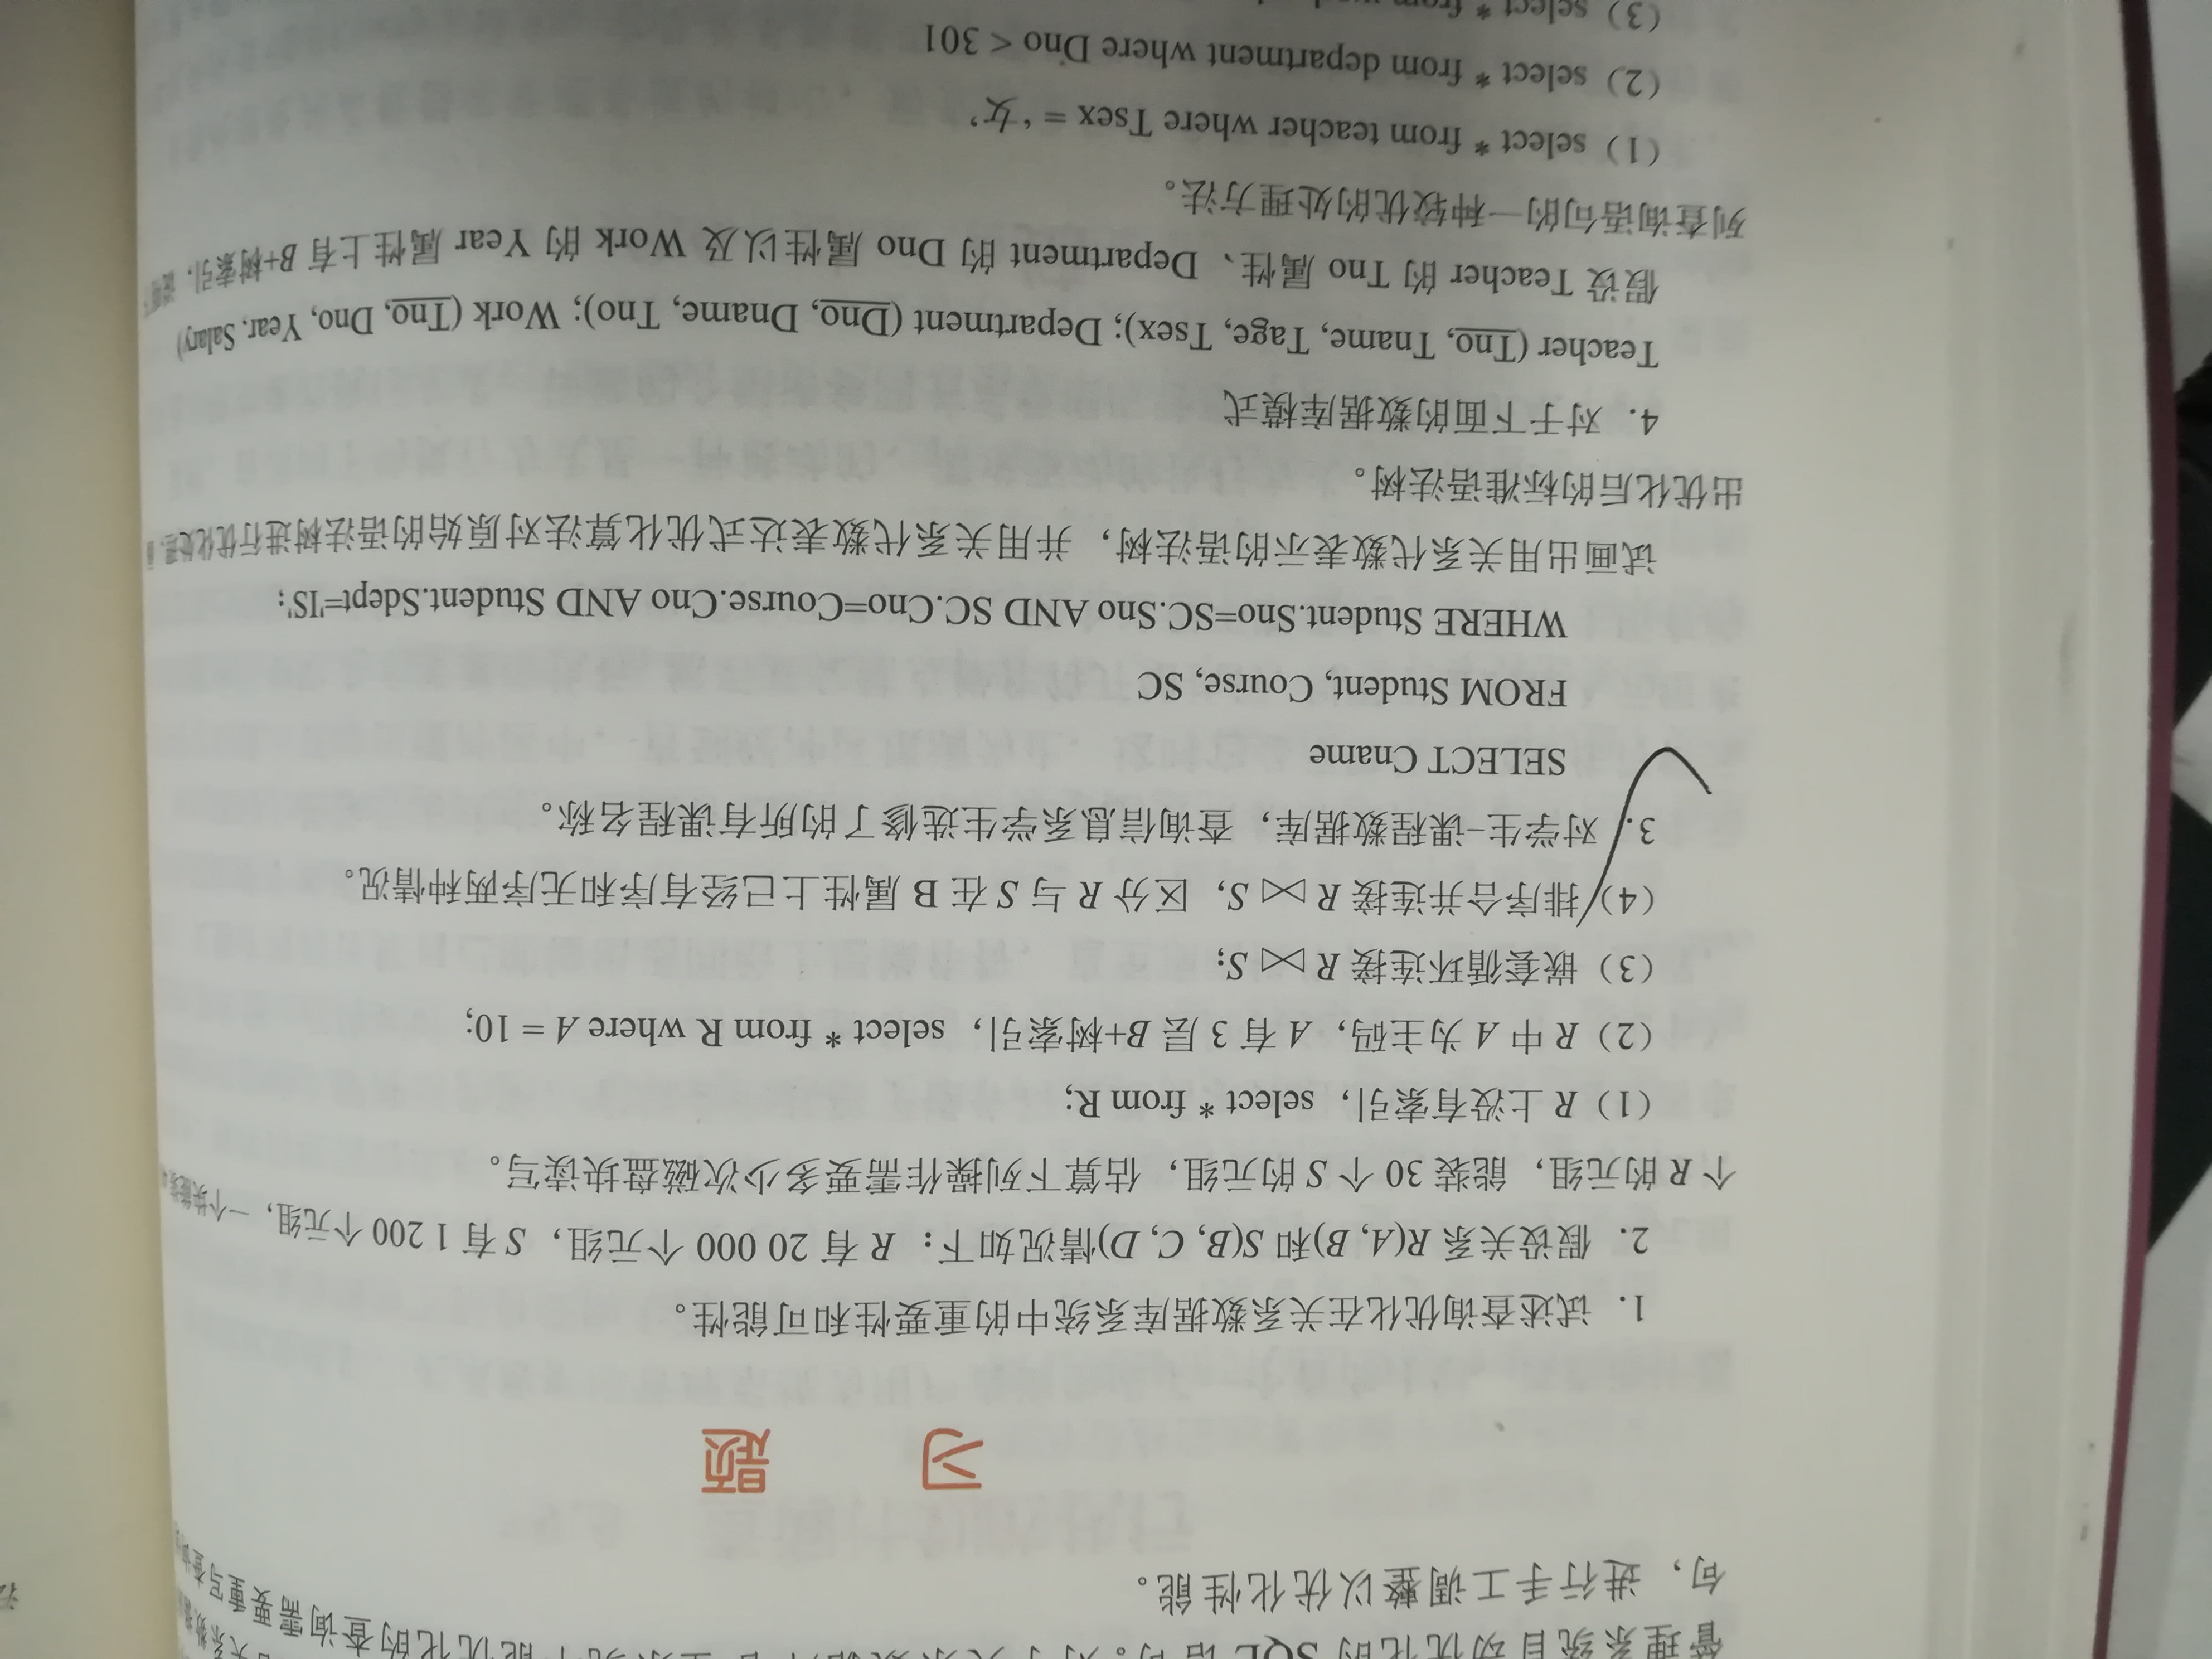 管理系统自动优化的 SQL 语句。对于关系数据库管理系统不能优化的查询需要重写查询
句，进行手工调整以优化性能。
习 题
1. 试述查询优化在关系数据库系统中的重要性和可能性。
2. 假设关系 R(A, B)和 S(B, C, D)情况如下：R 有 20 000 个元组，S 有 1 200 个元组，一个块能装
个 R 的元组，能装 30 个 S 的元组，估算下列操作需要多少次磁盘块读写。
（1）R 上没有索引，select * from R;
（2）R 中 A 为主码，A 有 3 层 B+树索引，select * from R where A = 10;
（3）嵌套循环连接 R ⋈ S；
（4）排序合并连接 R ⋈ S，区分 R 与 S 在 B 属性上已经有序和无序两种情况。
3. 对学生-课程数据库，查询信息系学生选修了的所有课程名称。
SELECT Cname
FROM Student, Course, SC
WHERE Student.Sno=SC.Sno AND SC.Cno=Course.Cno AND Student.Sdept='IS';
试画出用关系代数表示的语法树，并用关系代数表达式优化算法对原始的语法树进行优化处理，
出优化后的标准语法树。
4. 对于下面的数据库模式
Teacher (Tno, Tname, Tage, Tsex); Department (Dno, Dname, Tno); Work (Tno, Dno, Year, Salary)
假设 Teacher 的 Tno 属性、Department 的 Dno 属性以及 Work 的 Year 属性上有 B+树索引，说明下
列查询语句的一种较优的处理方法。
（1）select * from teacher where Tsex = ‘女’
（2）select * from department where Dno < 301
（3）select * from